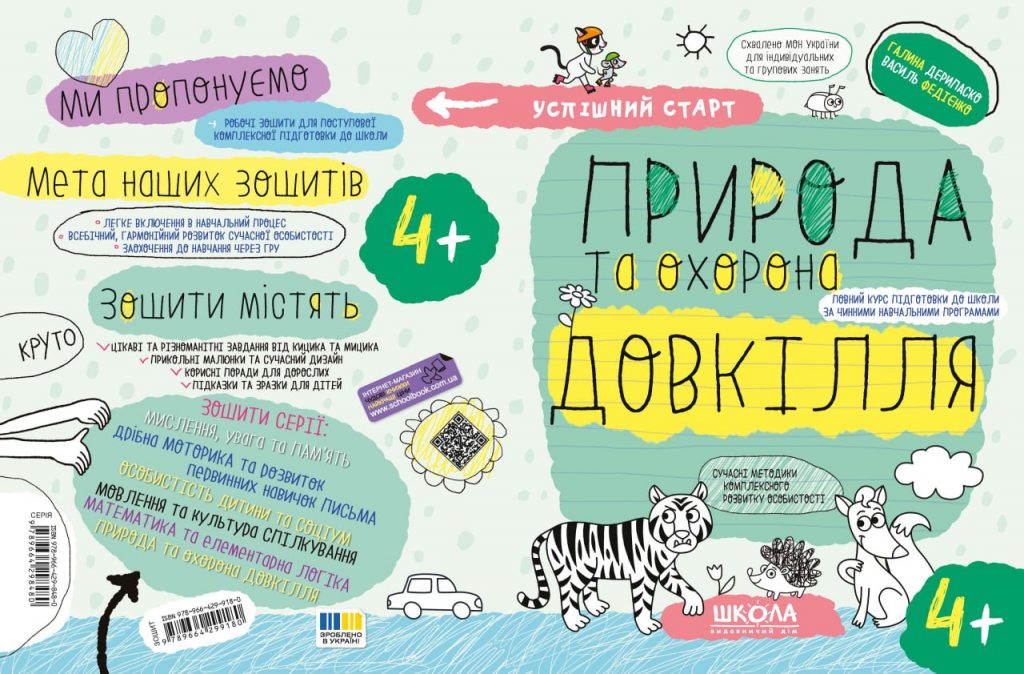 МИ ПРОПОНУЄМО
РОБОЧІ ЗОШИТИ ДЛЯ ПОСТУПОВОЇ
КОМПЛЕКСНОЇ ПІДГОТОВКИ ДО ШКОЛИ
МЕТА НАШИХ ЗОШИТІВ
ЛЕГКЕ ВКЛЮЧЕННЯ В НАВЧАЛЬНИЙ ПРОЦЕС
ВСЕБІЧНИЙ, ГАРМОНІЙНИЙ РОЗВИТОК СУЧАСНОЇ ОСОБИСТОСТІ
ЗАОХОЧЕННЯ ДО НАВЧАННЯ ЧЕРЕЗ ГРУ
4+
ЗОШИТИ МІСТЯТЬ
КРУТО
ЦІКАВІ ТА РІЗНОМАНІТНІ ЗАВДАННЯ ВІД КИЦИКА ТА МИЦИКА
ПРИКОЛЬНІ МАЛЮНКИ ТА СУЧАСНИЙ ДИЗАЙН
КОРИСНІ ПОРАДИ ДЛЯ ДОРОСЛИХ
ПІДКАЗКИ ТА ЗРАЗКИ ДЛЯ ДІТЕЙ
ІНТЕРНЕТ-МАГАЗИН
www.schoolbook.com.ua
ЗОШИТИ СЕРІЇ:
МИСЛЕННЯ, УВАГА ТА ПАМ'ЯТЬ
ДРІБНА МОТОРИКА ТА РОЗВИТОК
ПЕРВИННИХ НАВИЧОК ПИСЬМА
ОСОБИСТІСТЬ ДИТИНИ ТА СОЦІУМ
МОВЛЕННЯ ТА КУЛЬТУРА СПІЛКУВАННЯ
МАТЕМАТИКА ТА ЕЛЕМЕНТАРНА ЛОГІКА
ПРИРОДА ТА ОХОРОНА ДОВКІЛЛЯ
СЕРІЯ
ISBN 978-966-429-848-0
9789664298480
ЗОШИТ
ISBN 978-966-429-918-0
9789664299180
ЗРОБЛЕНО
В УКРАЇНІ
УСПІШНИЙ СТАРТ
Схвалено МОН України
для індивідуальних
та групових занять
ГАЛИНА ДЕРИПАСКО
ВАСИЛЬ ФЕДІЄНКО
ПРИРОДА
ТА ОХОРОНА
ПОВНИЙ КУРС ПІДГОТОВКИ ДО ШКОЛИ
ЗА ЧИННИМИ НАВЧАЛЬНИМИ ПРОГРАМАМИ
ДОВКІЛЛЯ
СУЧАСНІ МЕТОДИКИ
КОМПЛЕКСНОГО
РОЗВИТКУ ОСОБИСТОСТІ
ШКОЛА
ВИДАВНИЧИЙ ДІМ
4+